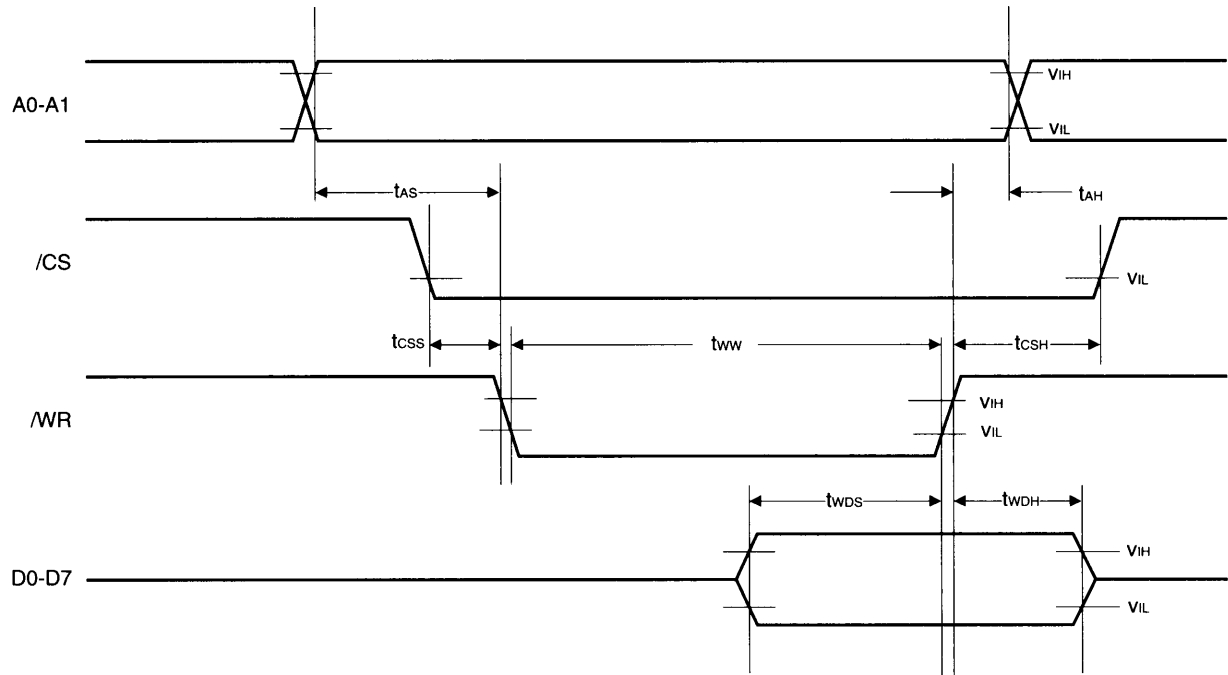 A0-A1
VIH
VIL
tAS
tAH
/CS
VIL
tCSS
tWW
tCSH
/WR
VIH
VIL
tWDS
tWDH
D0-D7
VIH
VIL